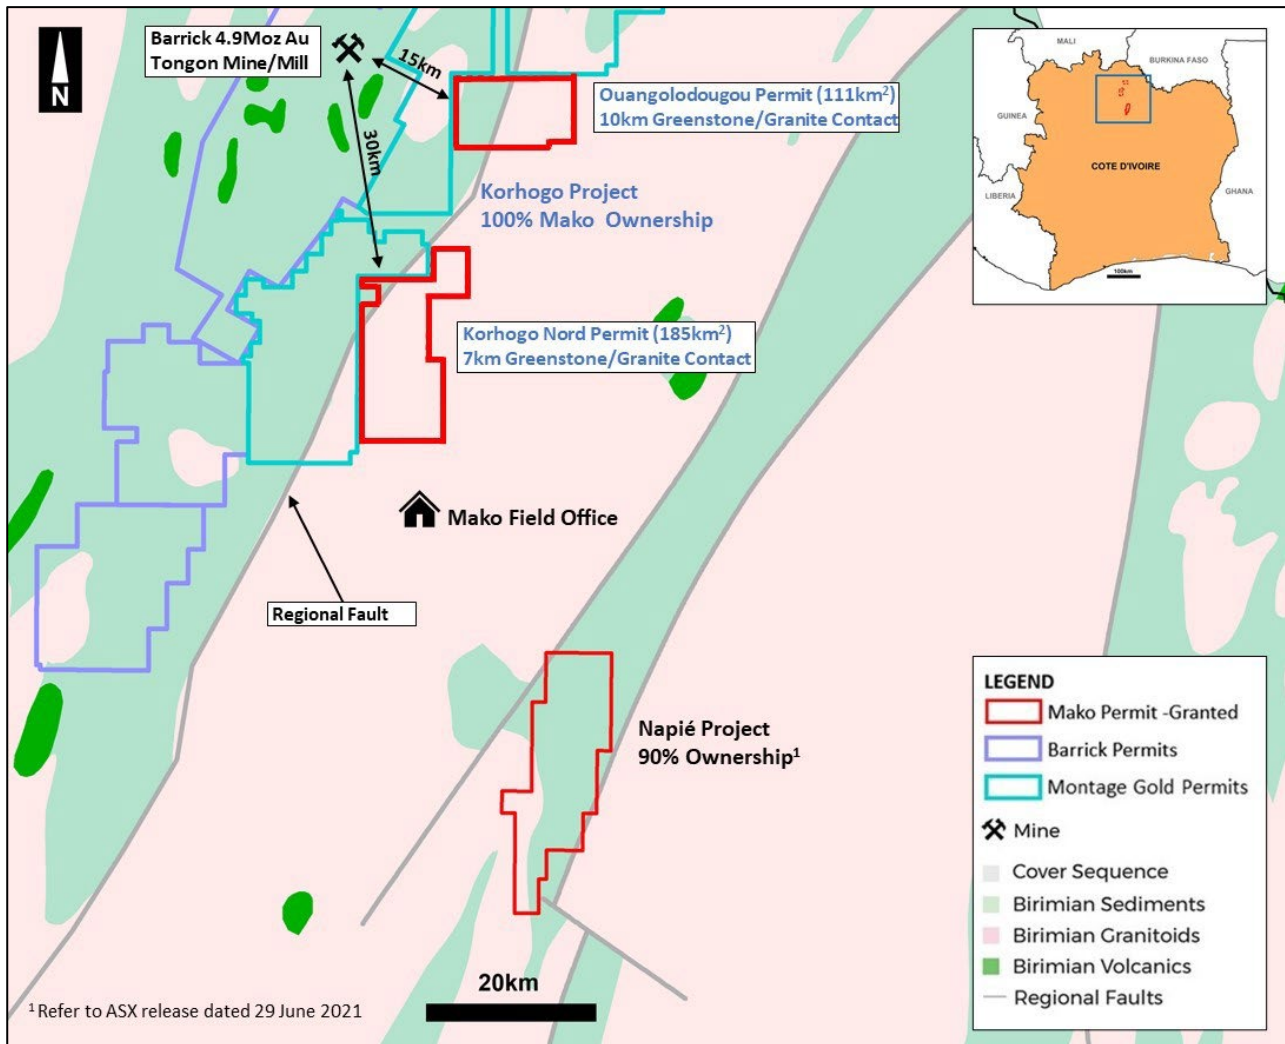 N
Barrick 4.9Moz Au
Tongon Mine/Mill
15km
30km
Ouangolodougou Permit (111km²)
10km Greenstone/Granite Contact
Korhogo Project
100% Mako Ownership
Korhogo Nord Permit (185km²)
7km Greenstone/Granite Contact
Mako Field Office
Regional Fault
Napié Project
90% Ownership¹
20km
¹ Refer to ASX release dated 29 June 2021
MALI
BURKINA FASO
GUINEA
COTE D'IVOIRE
LIBERIA
GHANA
100km
LEGEND
Mako Permit -Granted
Barrick Permits
Montage Gold Permits
Mine
Cover Sequence
Birimian Sediments
Birimian Granitoids
Birimian Volcanics
Regional Faults